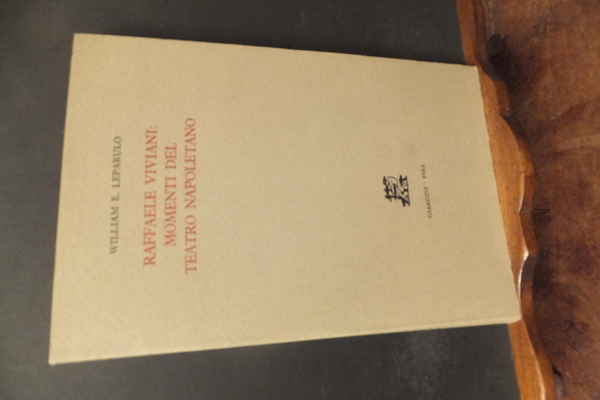 WILLIAM E. LEPARULO
RAFFAELE VIVIANI:
MOMENTI DEL
TEATRO NAPOLETANO
GIARDINI - PISA